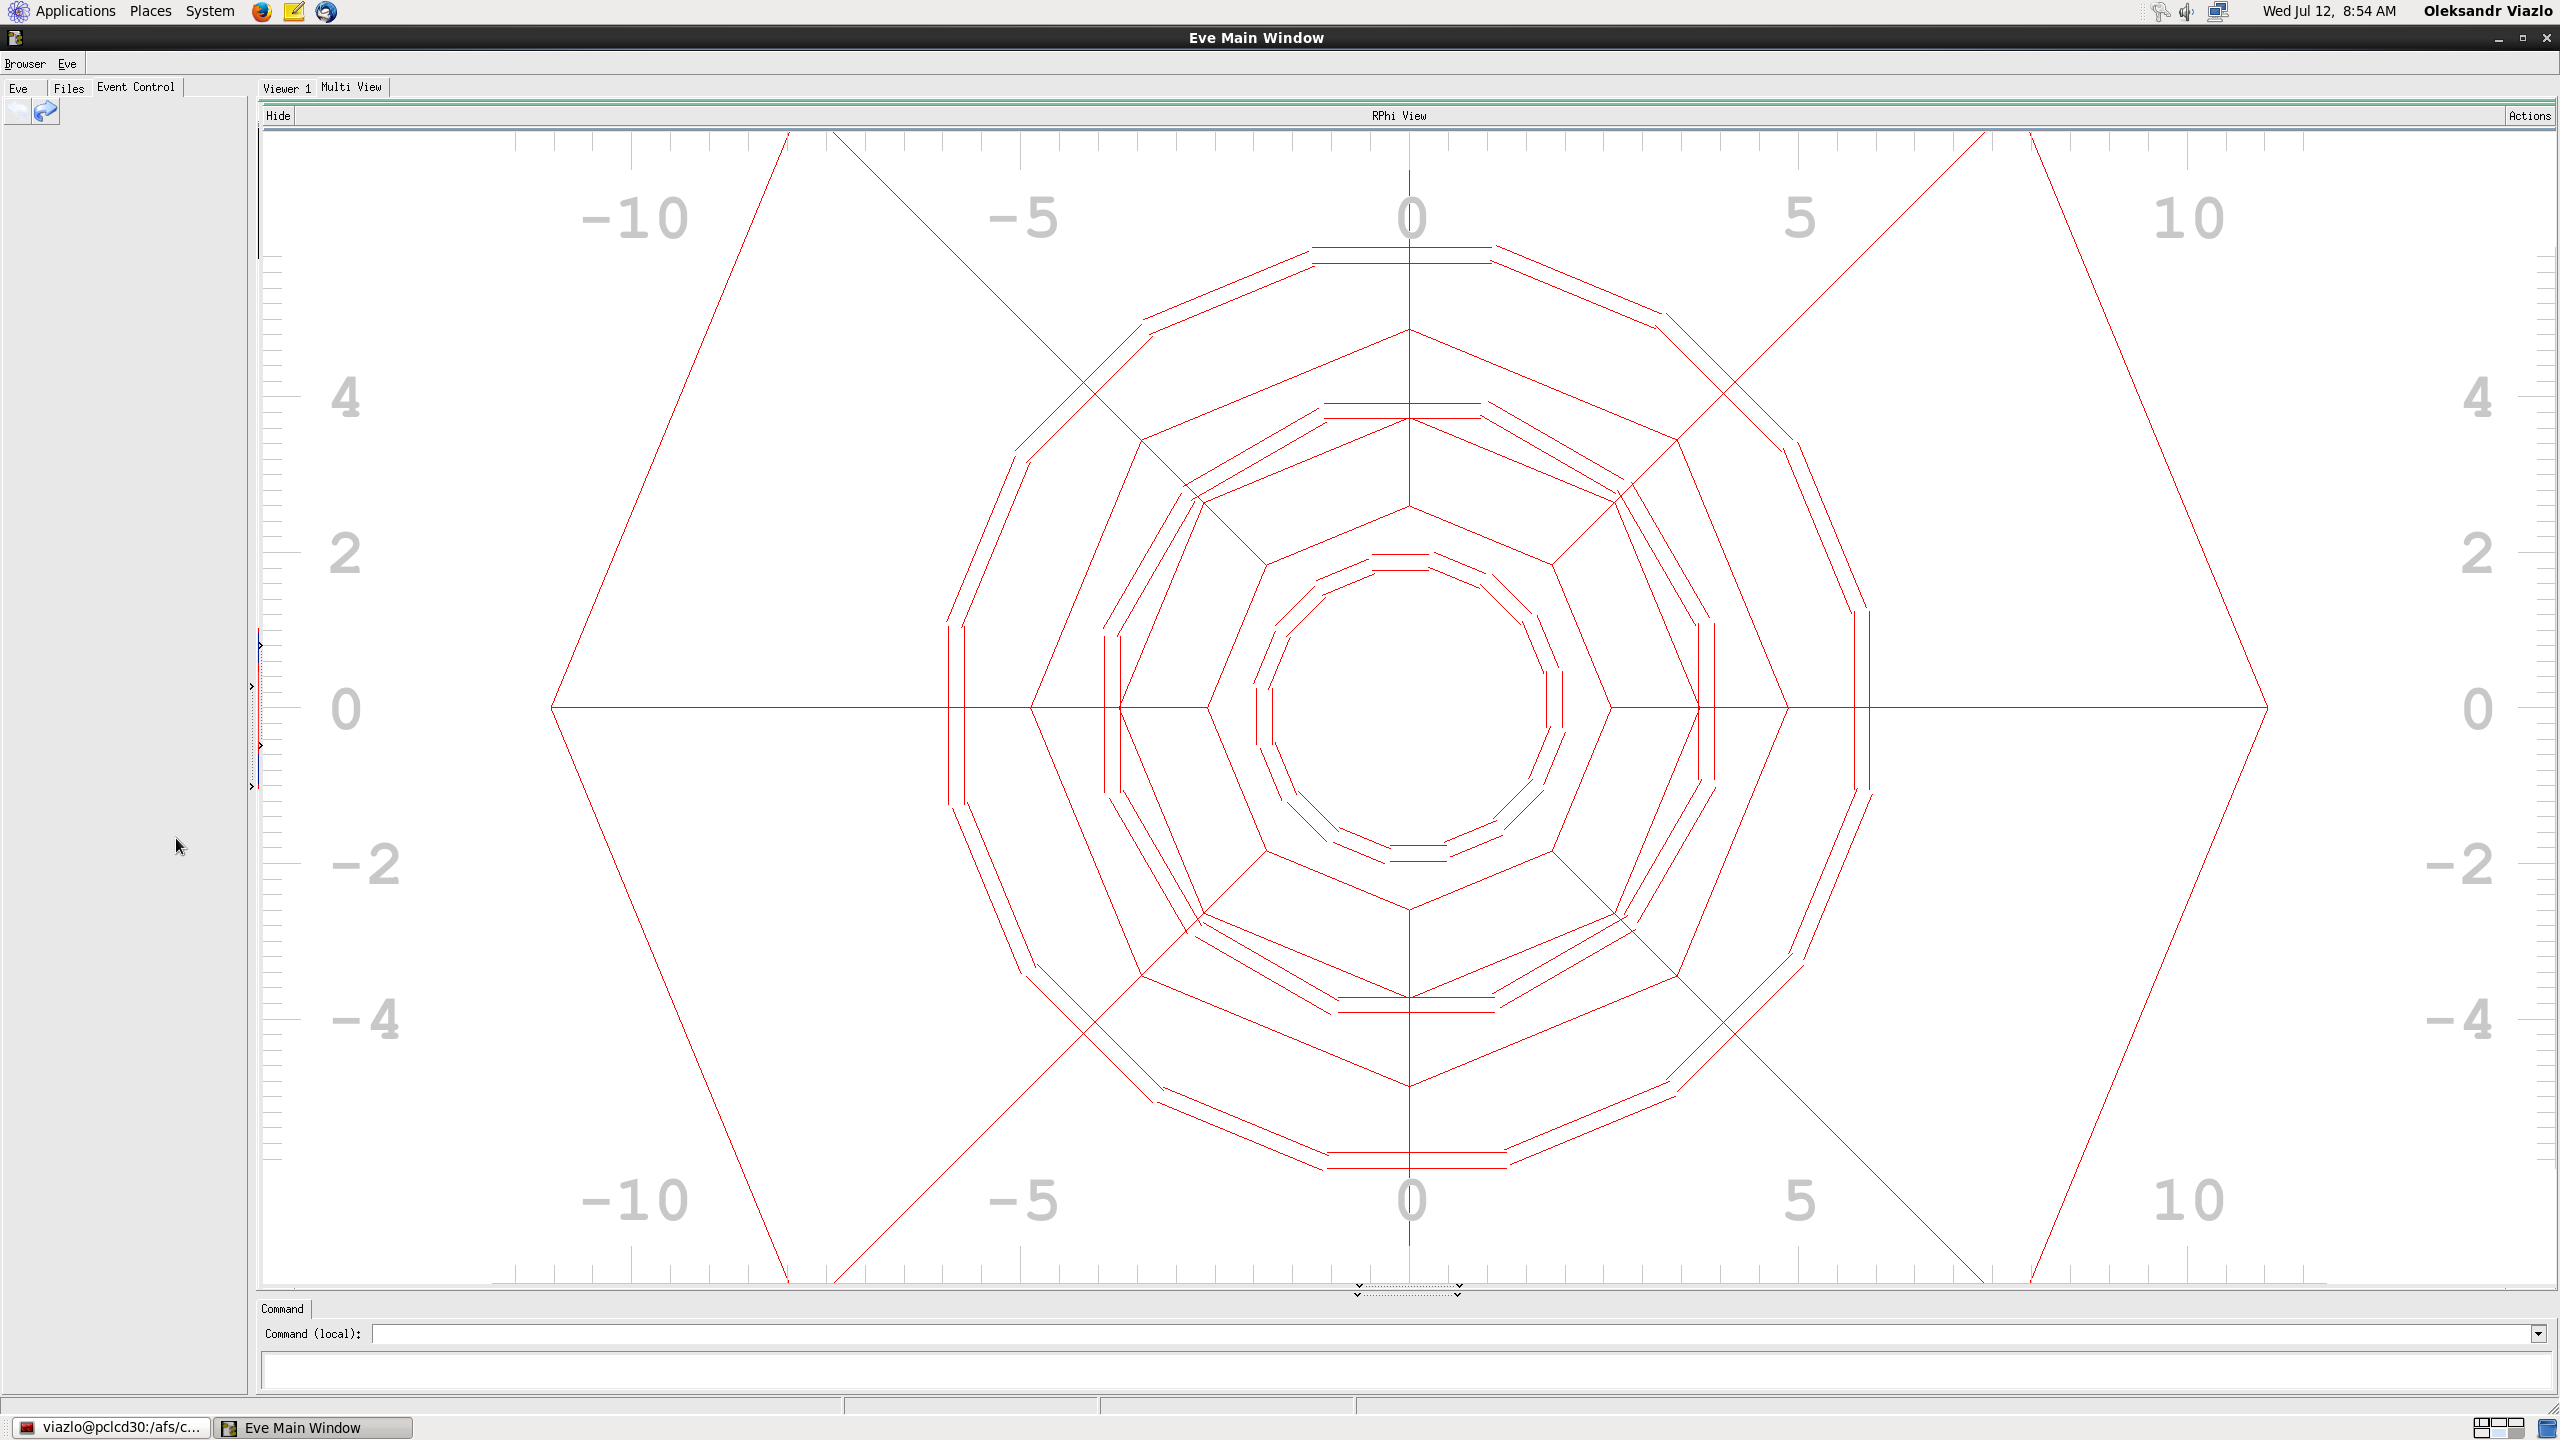 Applications Places System Wed Jul 12, 8:54 AM Oleksandr Viazlo
Eve Main Window
Browser Eve
Eve Files Event Control Viewer 1 Multi View
Hide RPhi View Actions
-10 -5 0 5 10
4 4
2 2
0 0
-2 -2
-4 -4
-10 -5 0 5 10
Command
Command (local):
viazlo@pclcd30:/afs/c... Eve Main Window